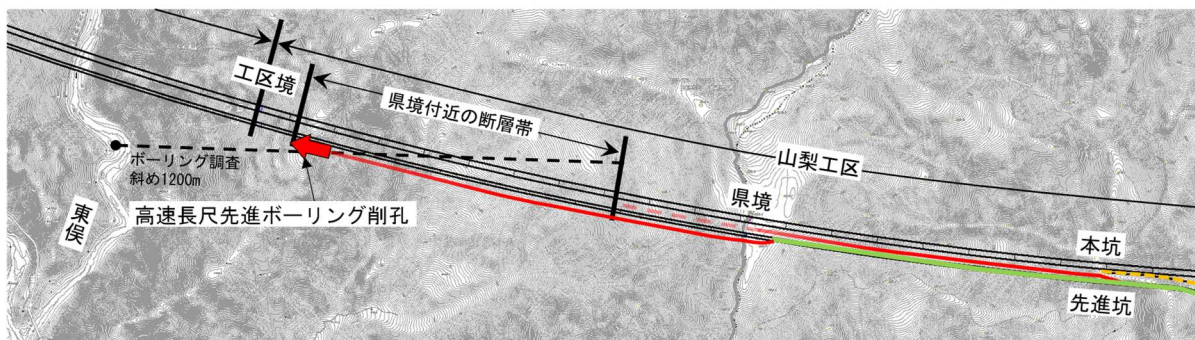 工区境
県境付近の断層帯
山梨工区
ボーリング調査
斜め1200m
高速長尺先進ボーリング削孔
県境
東俣
本坑
先進坑